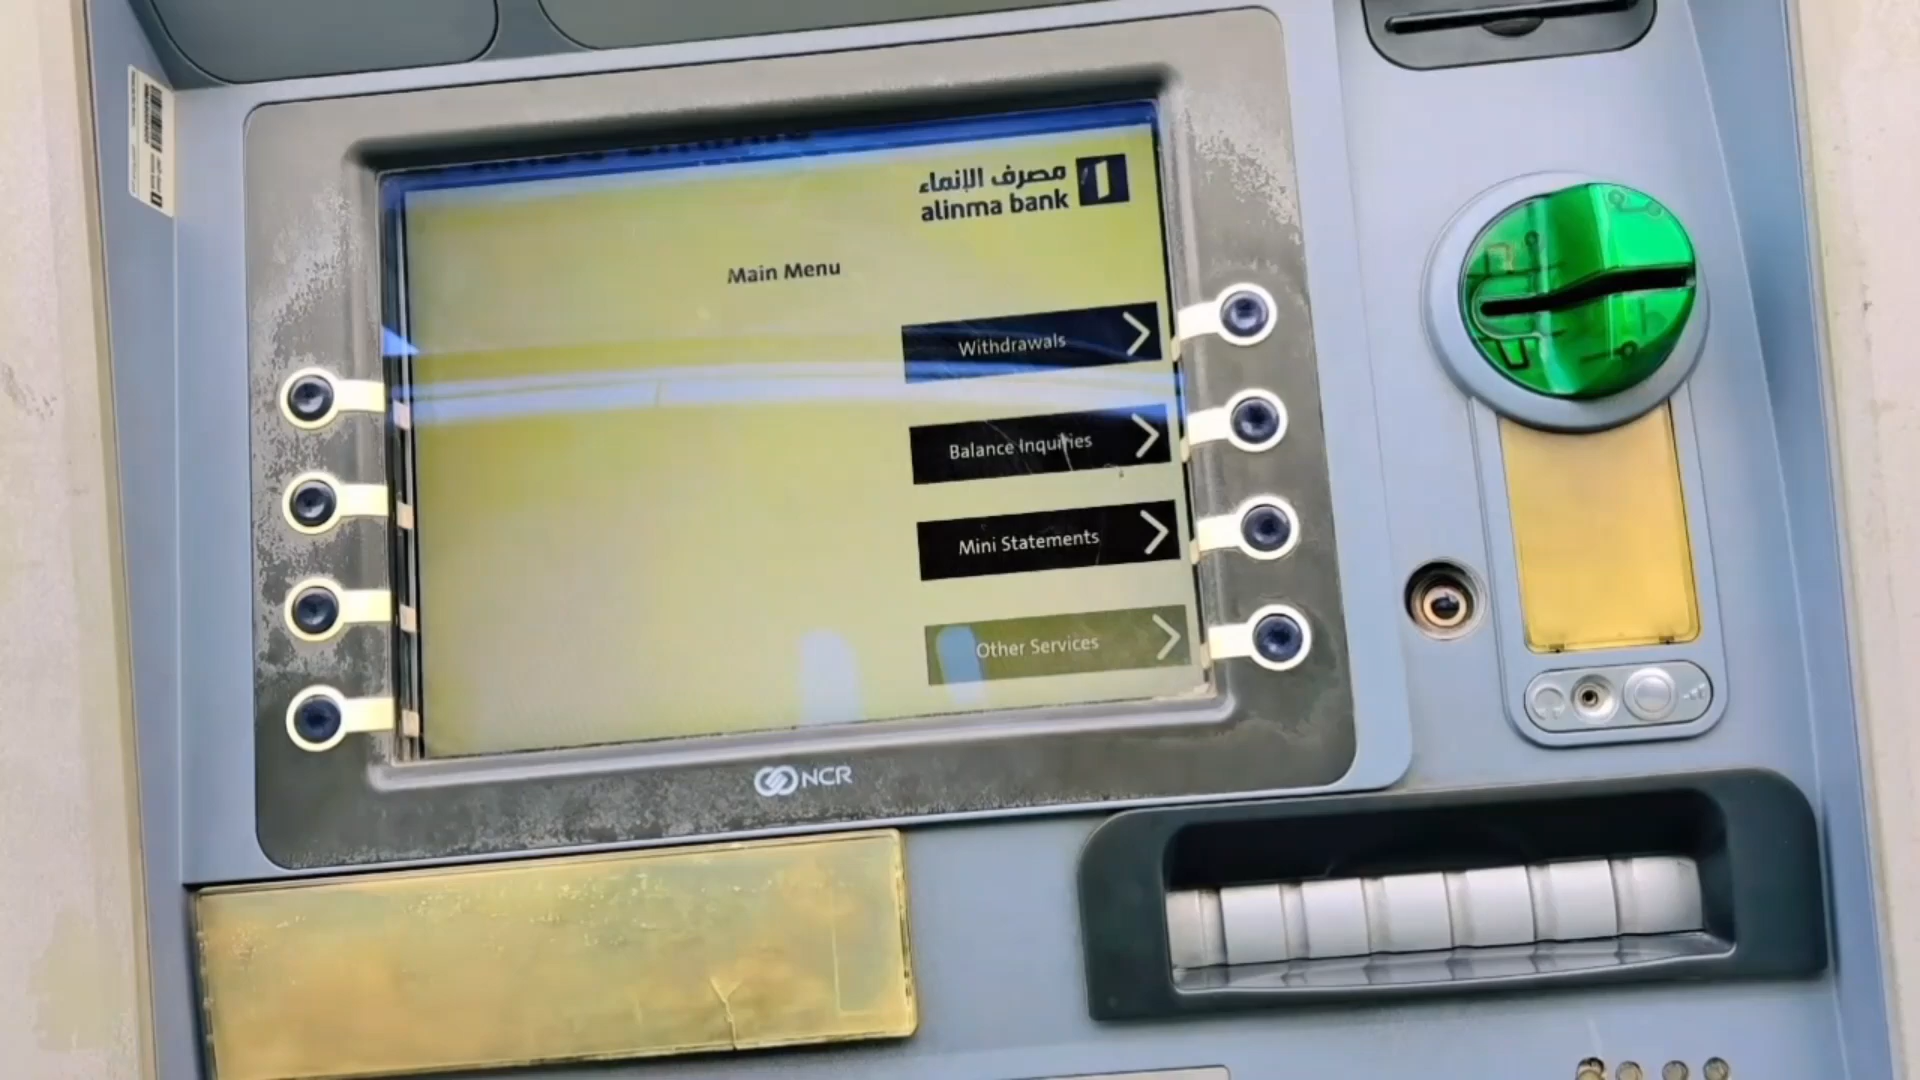 مصرف الإنماء
alinma bank
Main Menu
Withdrawals
Balance Inquiries
Mini Statements
Other Services
NCR